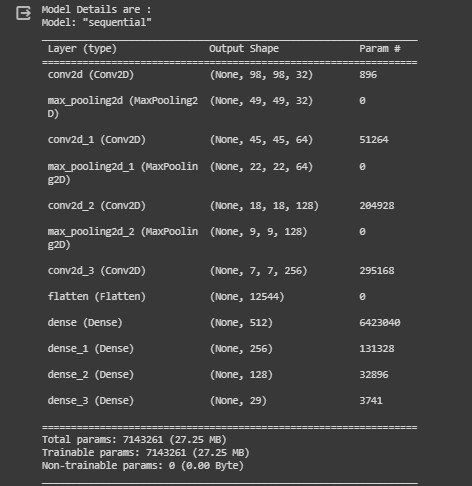 Model Details are :
Model: "sequential"
Layer (type) Output Shape Param #
conv2d (Conv2D) (None, 98, 98, 32) 896
max_pooling2d (MaxPooling2 (None, 49, 49, 32) 0
D)
conv2d_1 (Conv2D) (None, 45, 45, 64) 51264
max_pooling2d_1 (MaxPoolin (None, 22, 22, 64) 0
g2D)
conv2d_2 (Conv2D) (None, 18, 18, 128) 204928
max_pooling2d_2 (MaxPoolin (None, 9, 9, 128) 0
g2D)
conv2d_3 (Conv2D) (None, 7, 7, 256) 295168
flatten (Flatten) (None, 12544) 0
dense (Dense) (None, 512) 6423040
dense_1 (Dense) (None, 256) 131328
dense_2 (Dense) (None, 128) 32896
dense_3 (Dense) (None, 29) 3741
Total params: 7143261 (27.25 MB)
Trainable params: 7143261 (27.25 MB)
Non-trainable params: 0 (0.00 Byte)